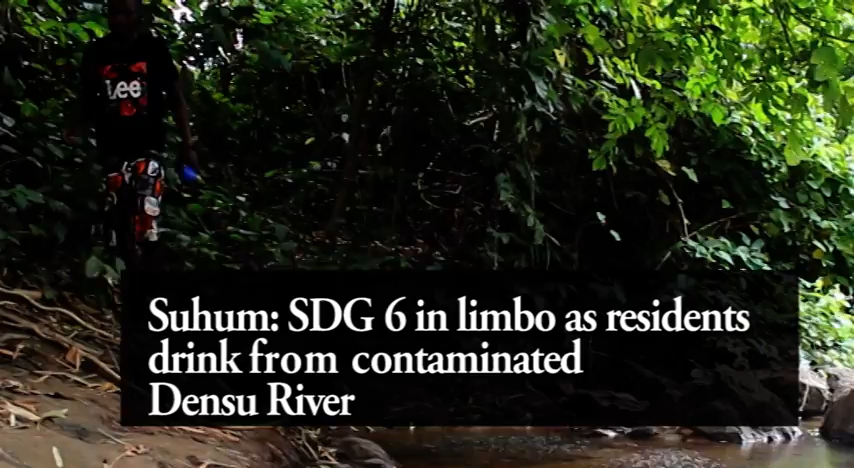 Lee
Suhum: SDG 6 in limbo as residents
drink from contaminated
Densu River